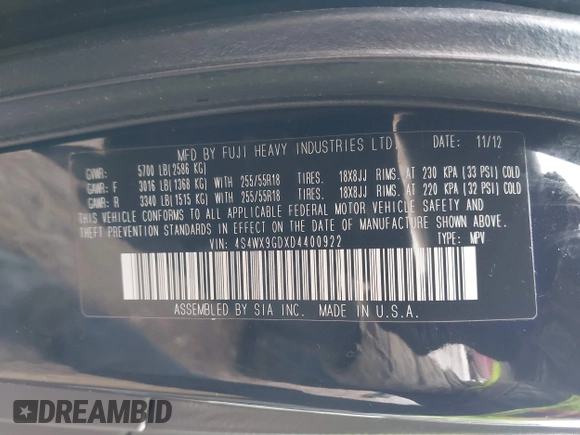 MFD BY FUJI HEAVY INDUSTRIES LTD. DATE: 11/12
GVWR: 5700 LB(2586 KG)
GAWR: F 3016 LB(1368 KG) WITH 255/55R18 TIRES. 18X8JJ RIMS. AT 230 KPA (33 PSI) COLD
GAWR: R 3340 LB(1515 KG) WITH 255/55R18 TIRES. 18X8JJ RIMS. AT 220 KPA (32 PSI) COLD
THIS VEHICLE CONFORMS TO ALL APPLICABLE FEDERAL MOTOR VEHICLE SAFETY AND
THEFT PREVENTION STANDARDS IN EFFECT ON THE DATE OF MANUFACTURE SHOWN ABOVE.
VIN: 4S4WX9GDXD4400922 TYPE: MPV
ASSEMBLED BY SIA INC. MADE IN U.S.A.
DREAMBID